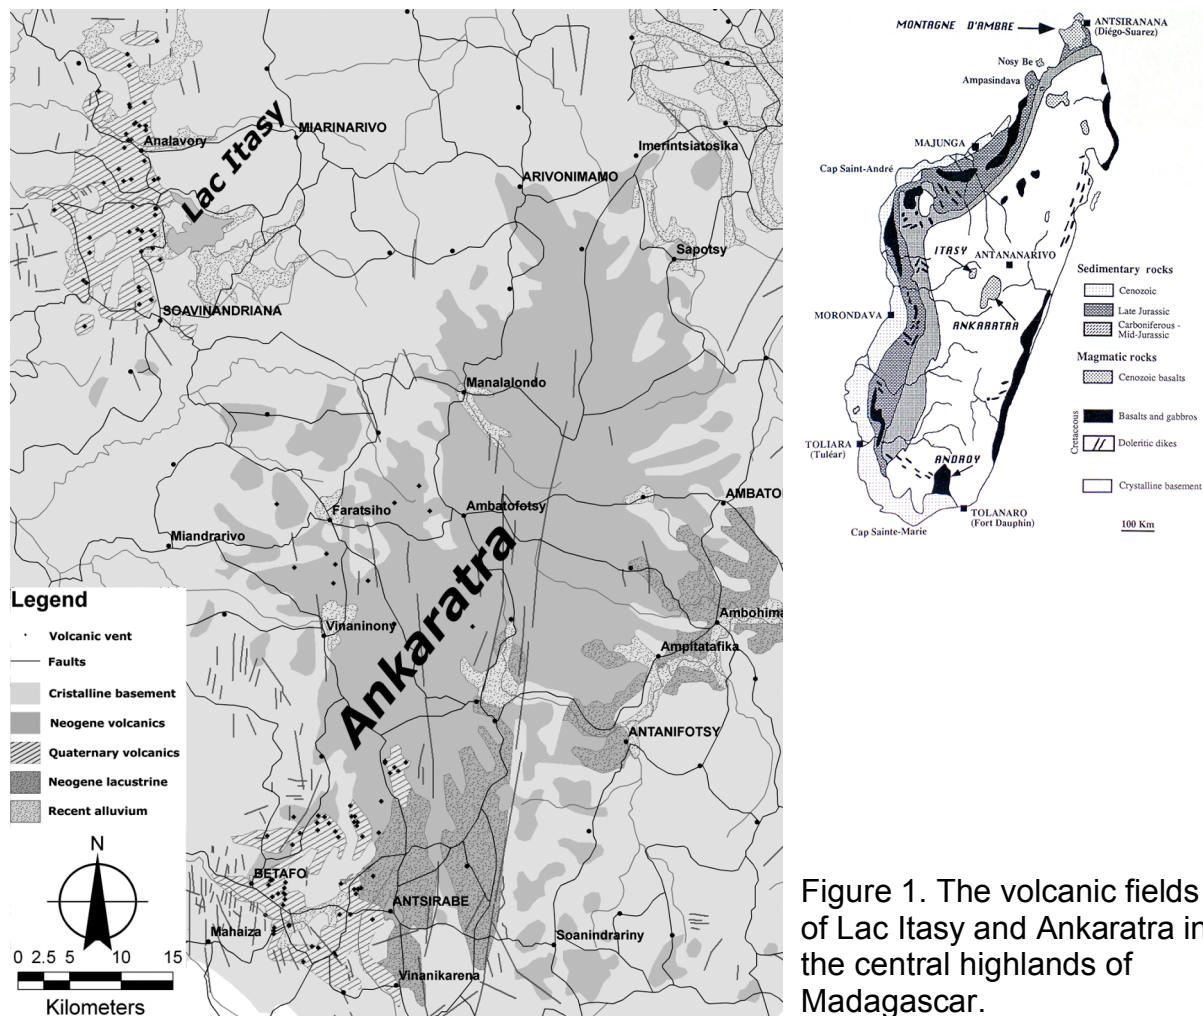 Lac Itasy
Analavory
MIARINARIVO
Imerintsiatosika
ARIVONIMAMO
Sapotsy
SOAVINANDRIANA
Manalalondo
Faratsiho
Ambatofotsy
AMBATO
Miandrarivo
Ankaratra
Vinaninony
Ambohima
Ampitatafika
ANTANIFOTSY
BETAFO
ANTSIRABE
Mahaiza
Soanindrariny
Vinanikarena
Legend
Volcanic vent
Faults
Cristalline basement
Neogene volcanics
Quaternary volcanics
Neogene lacustrine
Recent alluvium
N
0 2.5 5 10 15
Kilometers
MONTAGNE D'AMBRE
ANTSIRANANA
(Diégo-Suarez)
Nosy Be
Ampasindava
MAJUNGA
Cap Saint-André
ITASY
ANTANANARIVO
MORONDAVA
ANKARATRA
TOLIARA
(Tuléar)
ANDROY
TOLANARO
(Fort Dauphin)
Cap Sainte-Marie
Sedimentary rocks
Cenozoic
Late Jurassic
Carboniferous -
Mid-Jurassic
Magmatic rocks
Cenozoic basalts
Cretaceous
Basalts and gabbros
Doleritic dikes
Crystalline basement
100 Km
Figure 1. The volcanic fields
of Lac Itasy and Ankaratra in
the central highlands of
Madagascar.